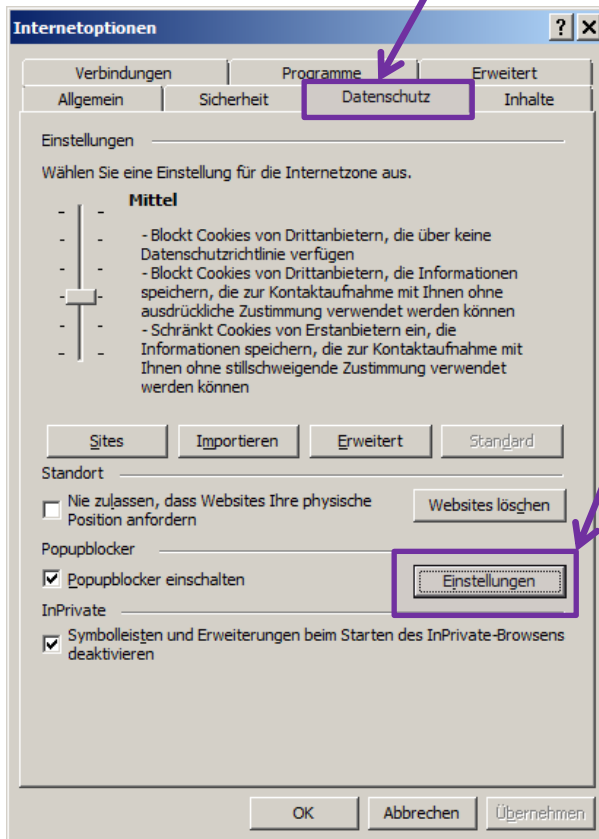 Internetoptionen ? ×
Verbindungen Programme Erweitert
Allgemein Sicherheit Datenschutz Inhalte
Einstellungen
Wählen Sie eine Einstellung für die Internetzone aus.
Mittel
- Blockt Cookies von Drittanbietern, die über keine
Datenschutzrichtlinie verfügen
- Blockt Cookies von Drittanbietern, die Informationen
speichern, die zur Kontaktaufnahme mit Ihnen ohne
ausdrückliche Zustimmung verwendet werden können
- Schränkt Cookies von Erstanbietern ein, die
Informationen speichern, die zur Kontaktaufnahme mit
Ihnen ohne stillschweigende Zustimmung verwendet
werden können
Sites Importieren Erweitert Standard
Standort
Nie zulassen, dass Websites Ihre physische
Position anfordern
Websites löschen
Popupblocker
Popupblocker einschalten Einstellungen
InPrivate
Symbolleisten und Erweiterungen beim Starten des InPrivate-Browsens
deaktivieren
OK Abbrechen Übernehmen